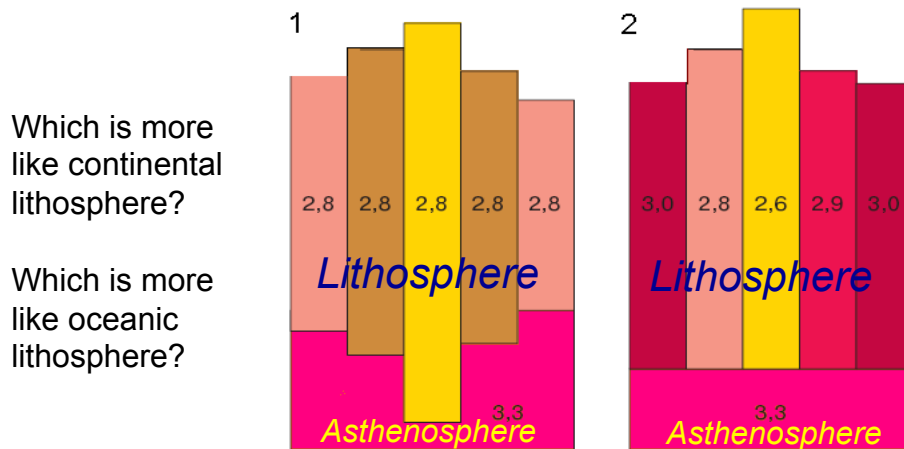 Which is more
like continental
lithosphere?
Which is more
like oceanic
lithosphere?
1
2,8 2,8 2,8 2,8 2,8
Lithosphere
3,3
Asthenosphere
2
3,0 2,8 2,6 2,9 3,0
Lithosphere
3,3
Asthenosphere